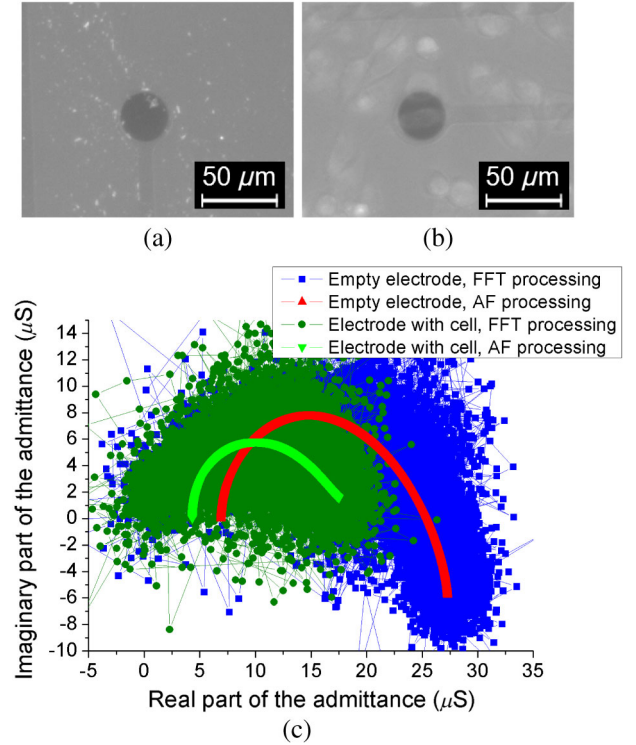 50 µm
50 µm
(a)
(b)
Empty electrode, FFT processing
Empty electrode, AF processing
Electrode with cell, FFT processing
Electrode with cell, AF processing
Imaginary part of the admittance (µS)
14
12
10
8
6
4
2
0
-2
-4
-6
-8
-10
-5
0
5
10
15
20
25
30
35
Real part of the admittance (µS)
(c)